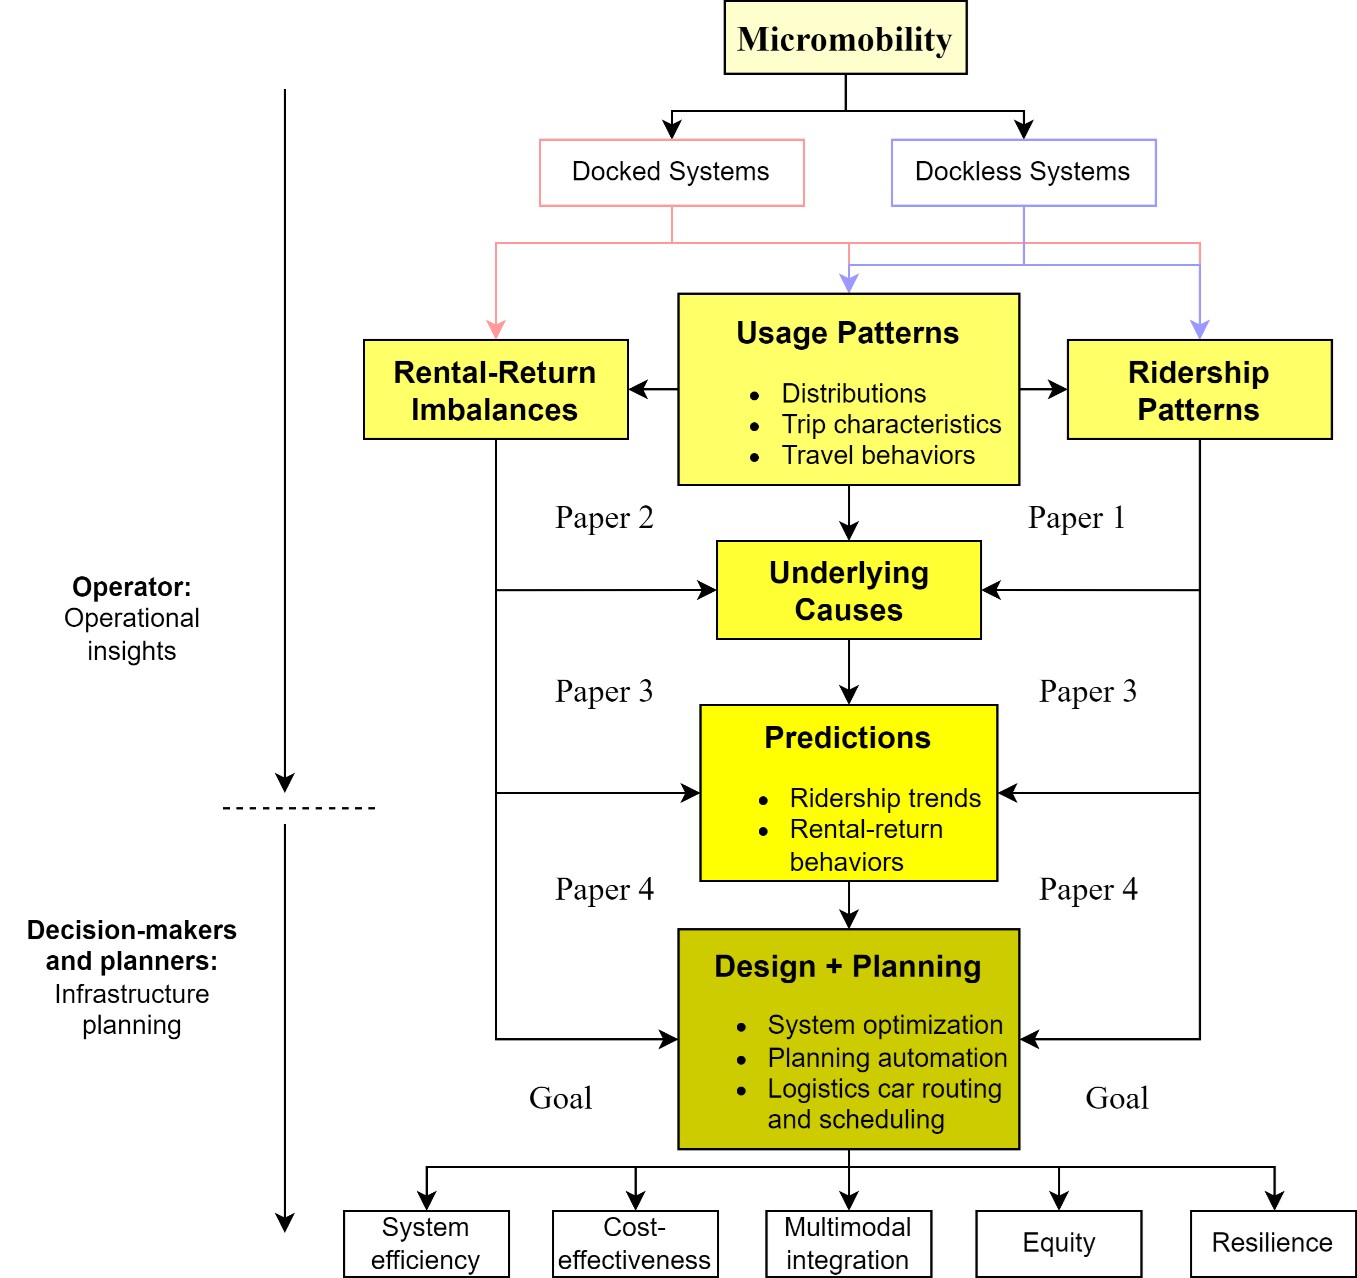 Micromobility
Docked Systems
Dockless Systems
Usage Patterns
• Distributions
• Trip characteristics
• Travel behaviors
Rental-Return
Imbalances
Ridership
Patterns
Paper 2
Paper 1
Underlying
Causes
Operator:
Operational
insights
Paper 3
Paper 3
Predictions
• Ridership trends
• Rental-return
behaviors
Paper 4
Paper 4
Decision-makers
and planners:
Infrastructure
planning
Design + Planning
• System optimization
• Planning automation
• Logistics car routing
and scheduling
Goal
Goal
System
efficiency
Cost-
effectiveness
Multimodal
integration
Equity
Resilience